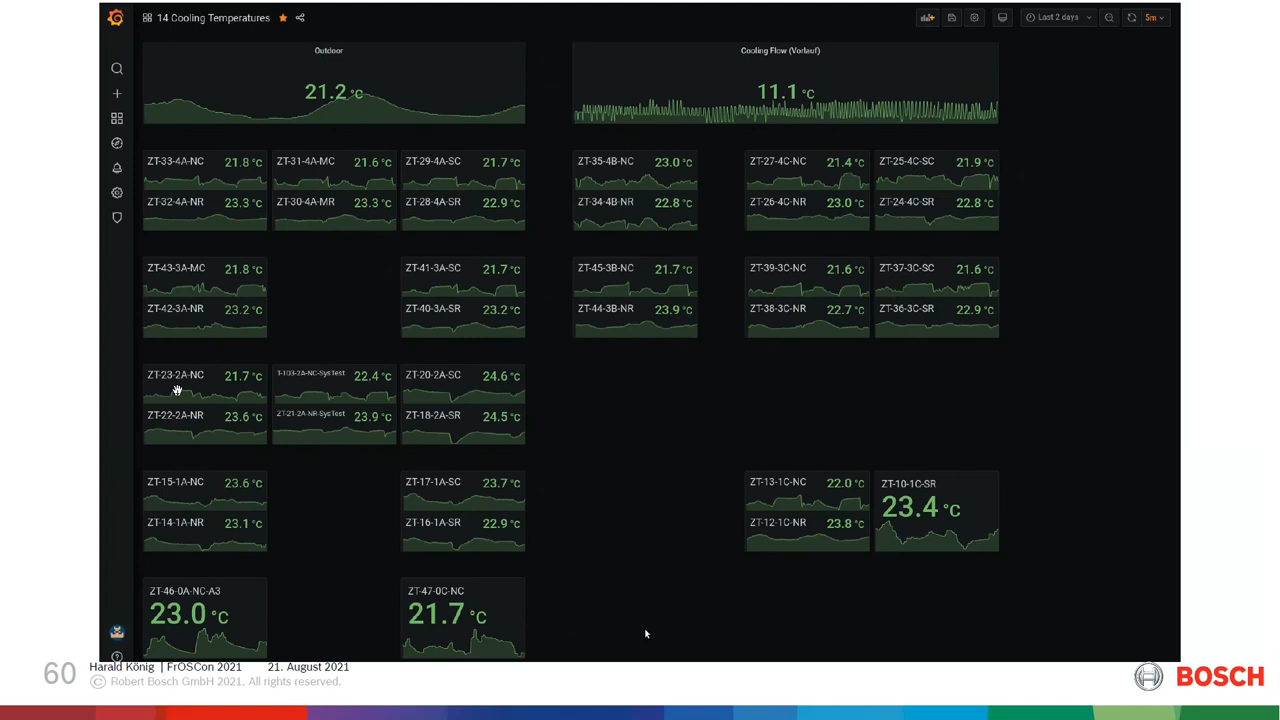 14 Cooling Temperatures
Last 2 days
5m
Outdoor
21.2 °C
Cooling Flow (Vorlauf)
11.1 °C
ZT-33-4A-NC 21.8 °C
ZT-32-4A-NR 23.3 °C
ZT-31-4A-MC 21.6 °C
ZT-30-4A-MR 23.3 °C
ZT-29-4A-SC 21.7 °C
ZT-28-4A-SR 22.9 °C
ZT-35-4B-NC 23.0 °C
ZT-34-4B-NR 22.8 °C
ZT-27-4C-NC 21.4 °C
ZT-26-4C-NR 23.0 °C
ZT-25-4C-SC 21.9 °C
ZT-24-4C-SR 22.8 °C
ZT-43-3A-MC 21.8 °C
ZT-42-3A-NR 23.2 °C
ZT-41-3A-SC 21.7 °C
ZT-40-3A-SR 23.2 °C
ZT-45-3B-NC 21.7 °C
ZT-44-3B-NR 23.9 °C
ZT-39-3C-NC 21.6 °C
ZT-38-3C-NR 22.7 °C
ZT-37-3C-SC 21.6 °C
ZT-36-3C-SR 22.9 °C
ZT-23-2A-NC 21.7 °C
ZT-22-2A-NR 23.6 °C
T-103-2A-NC-SysTest 22.4 °C
ZT-21-2A-NR-SysTest 23.9 °C
ZT-20-2A-SC 24.6 °C
ZT-18-2A-SR 24.5 °C
ZT-15-1A-NC 23.6 °C
ZT-14-1A-NR 23.1 °C
ZT-17-1A-SC 23.7 °C
ZT-16-1A-SR 22.9 °C
ZT-13-1C-NC 22.0 °C
ZT-12-1C-NR 23.8 °C
ZT-10-1C-SR
23.4 °C
ZT-46-0A-NC-A3
23.0 °C
ZT-47-0C-NC
21.7 °C
60
Harald König | FrOSCon 2021 21. August 2021
© Robert Bosch GmbH 2021. All rights reserved.
BOSCH